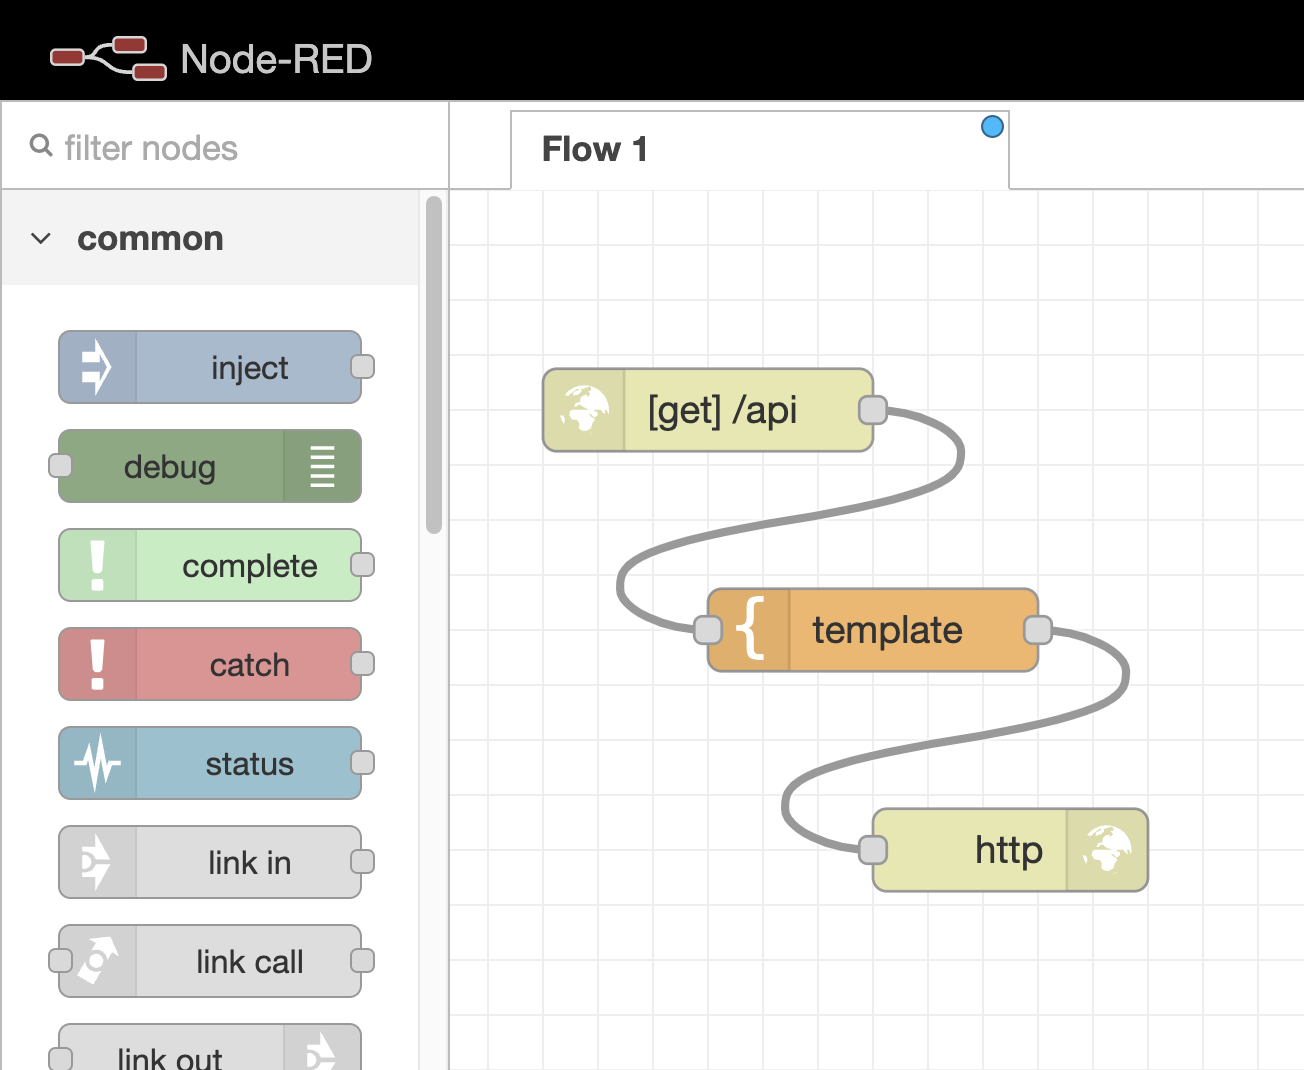 Node-RED
filter nodes
Flow 1
common
inject
debug
complete
catch
status
link in
link call
link out
[get] /api
template
http